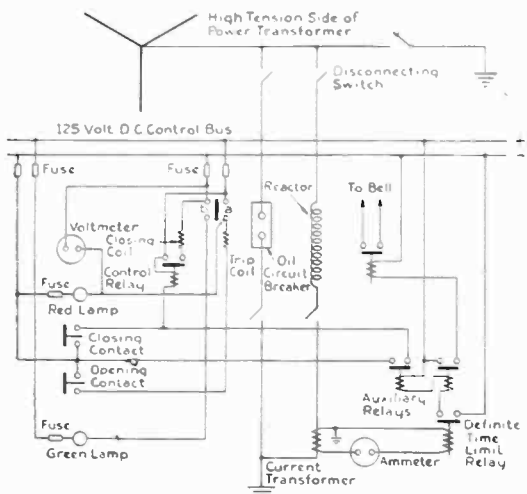 High Tension Side of
Power Transformer
Disconnecting
Switch
125 Volt D C Control Bus
Fuse
Fuse
Reactor
To Bell
t
a
Voltmeter
Closing
Coil
Trip
Coil
Oil
Circuit
Breaker
Control
Relay
Fuse
Red Lamp
Closing
Contact
Opening
Contact
Auxiliary
Relays
Definite
Time
Limit
Relay
Fuse
Green Lamp
Current
Transformer
Ammeter